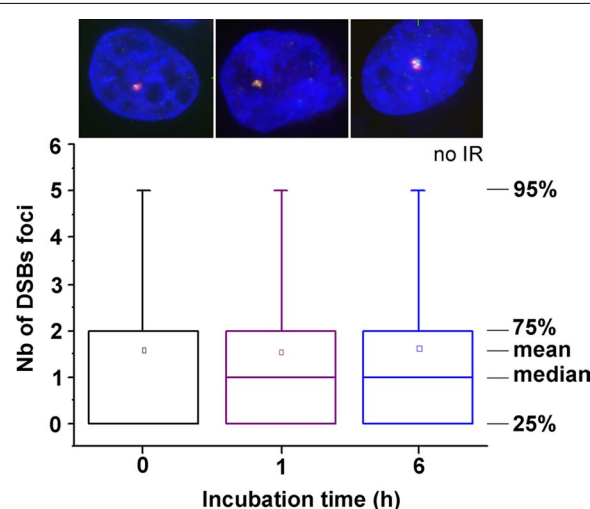 no IR
Nb of DSBs foci
6
5
4
3
2
1
0
95%
75%
mean
median
25%
0 1 6
Incubation time (h)